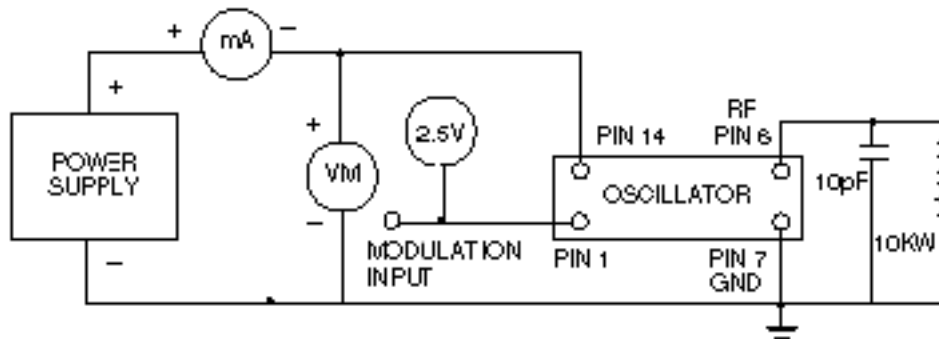 +
mA
−
+
POWER
SUPPLY
−
+
VM
−
2.5V
MODULATION
INPUT
PIN 14
RF
PIN 6
OSCILLATOR
PIN 1
PIN 7
GND
10pF
10KW